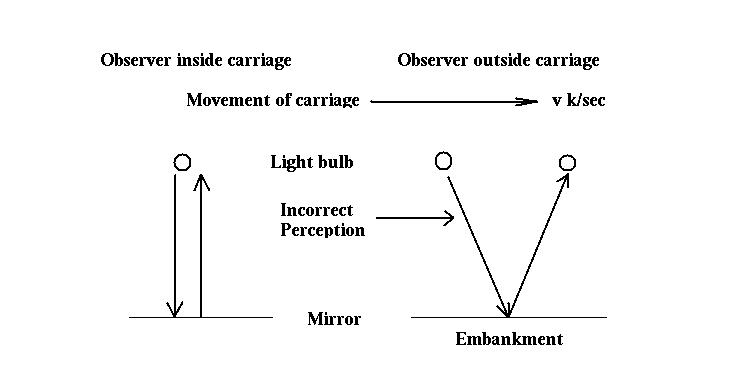 Observer inside carriage
Observer outside carriage
Movement of carriage
v k/sec
Light bulb
Incorrect
Perception
Mirror
Embankment